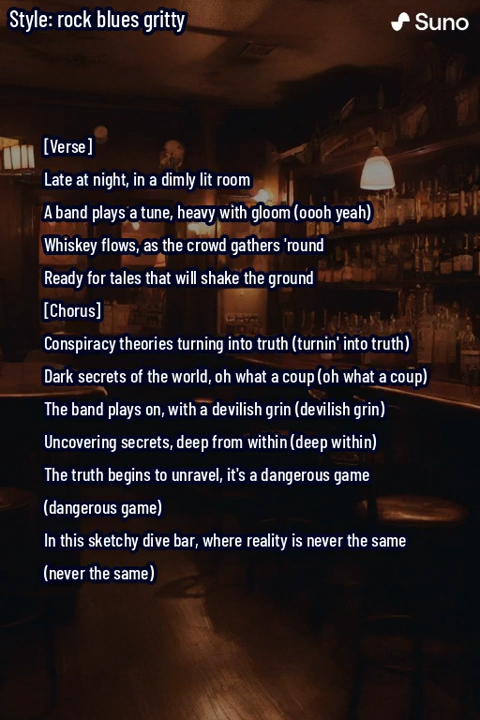 Style: rock blues gritty
Suno
[Verse]
Late at night, in a dimly lit room
A band plays a tune, heavy with gloom (oooh yeah)
Whiskey flows, as the crowd gathers 'round
Ready for tales that will shake the ground
[Chorus]
Conspiracy theories turning into truth (turnin' into truth)
Dark secrets of the world, oh what a coup (oh what a coup)
The band plays on, with a devilish grin (devilish grin)
Uncovering secrets, deep from within (deep within)
The truth begins to unravel, it's a dangerous game
(dangerous game)
In this sketchy dive bar, where reality is never the same
(never the same)